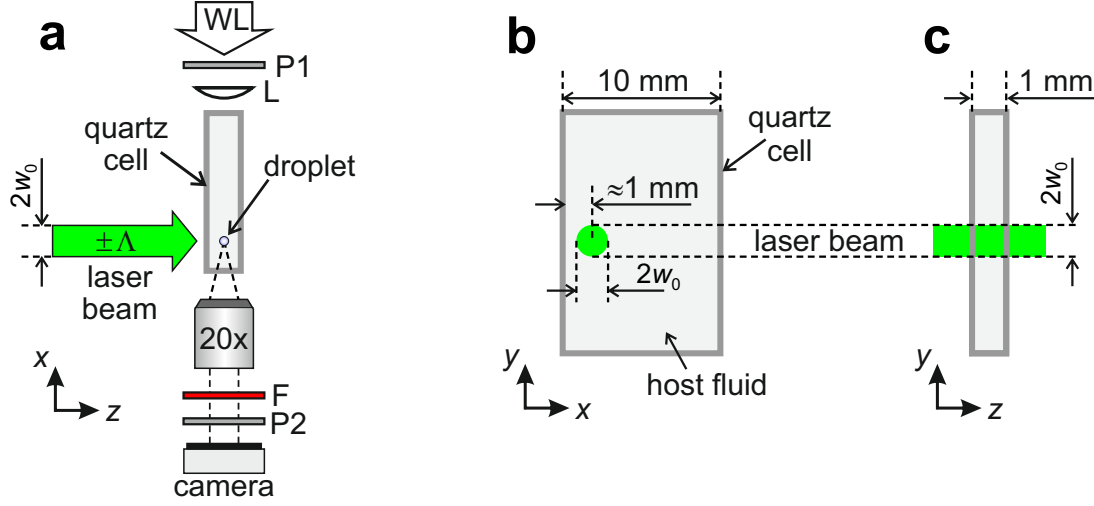 a
WL
P1
L
quartz
cell
droplet
2w₀
±Λ
laser
beam
20x
x
z
F
P2
camera
b
10 mm
quartz
cell
≈1 mm
laser beam
2w₀
host fluid
y
x
c
1 mm
2w₀
y
z